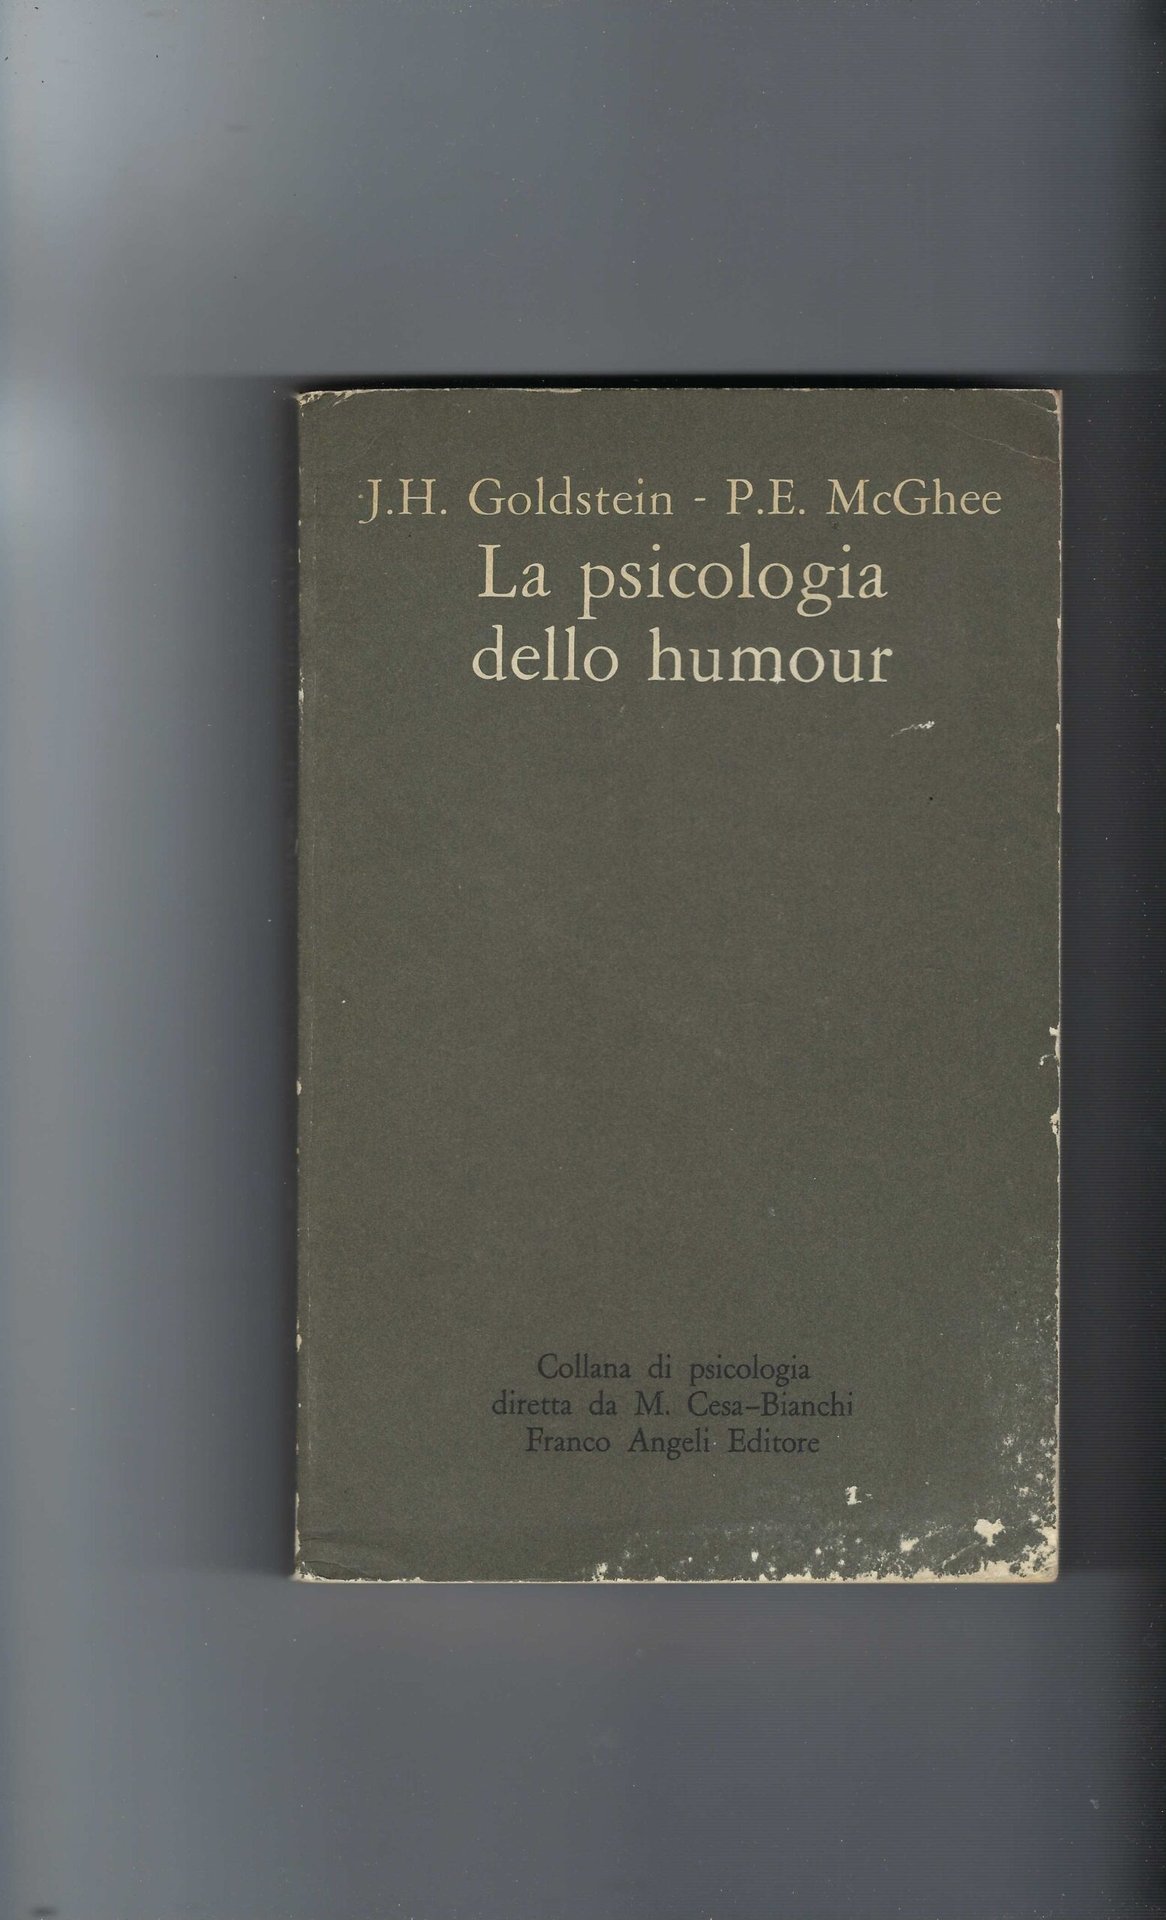 J.H. Goldstein - P.E. McGhee
La psicologia
dello humour
Collana di psicologia
diretta da M. Cesa-Bianchi
Franco Angeli Editore